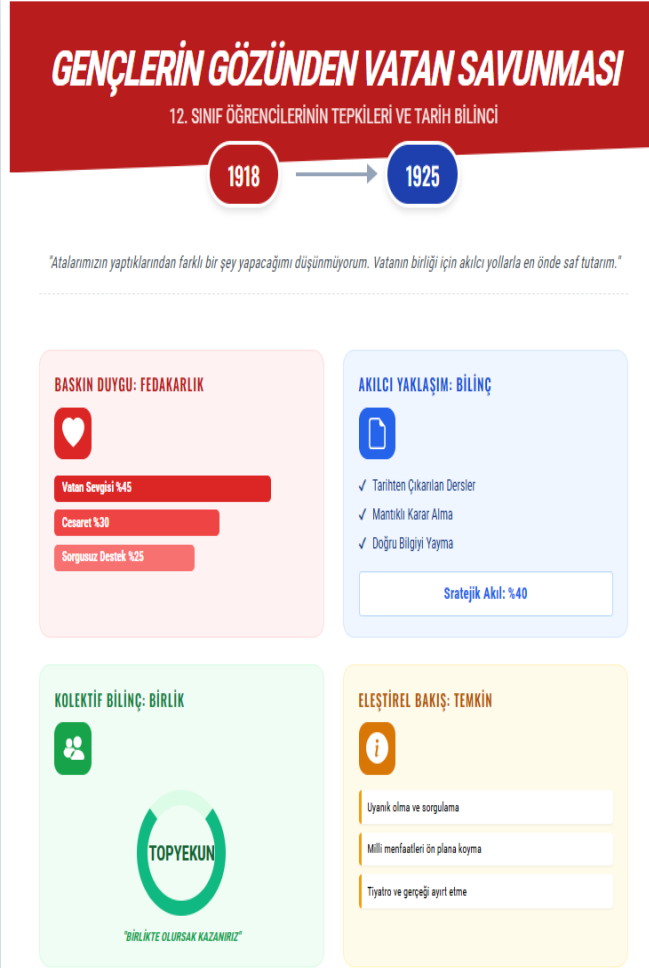 GENÇLERİN GÖZÜNDEN VATAN SAVUNMASI
12. SINIF ÖĞRENCİLERİNİN TEPKİLERİ VE TARİH BİLİNCİ
1918
1925
"Atalarımızın yaptıklarından farklı bir şey yapacağımı düşünmüyorum. Vatanın birliği için akılcı yollarla en önde saf tutarım."
BASKIN DUYGU: FEDAKARLIK
Vatan Sevgisi %45
Cesaret %30
Sorgusuz Destek %25
AKILCI YAKLAŞIM: BİLİNÇ
✓ Tarihten Çıkarılan Dersler
✓ Mantıklı Karar Alma
✓ Doğru Bilgiyi Yayma
Sratejik Akıl: %40
KOLEKTİF BİLİNÇ: BİRLİK
TOPYEKUN
"BİRLİKTE OLURSAK KAZANIRIZ"
ELEŞTİREL BAKIŞ: TEMKİN
i
Uyanık olma ve sorgulama
Milli menfaatleri ön plana koyma
Tiyatro ve gerçeği ayırt etme